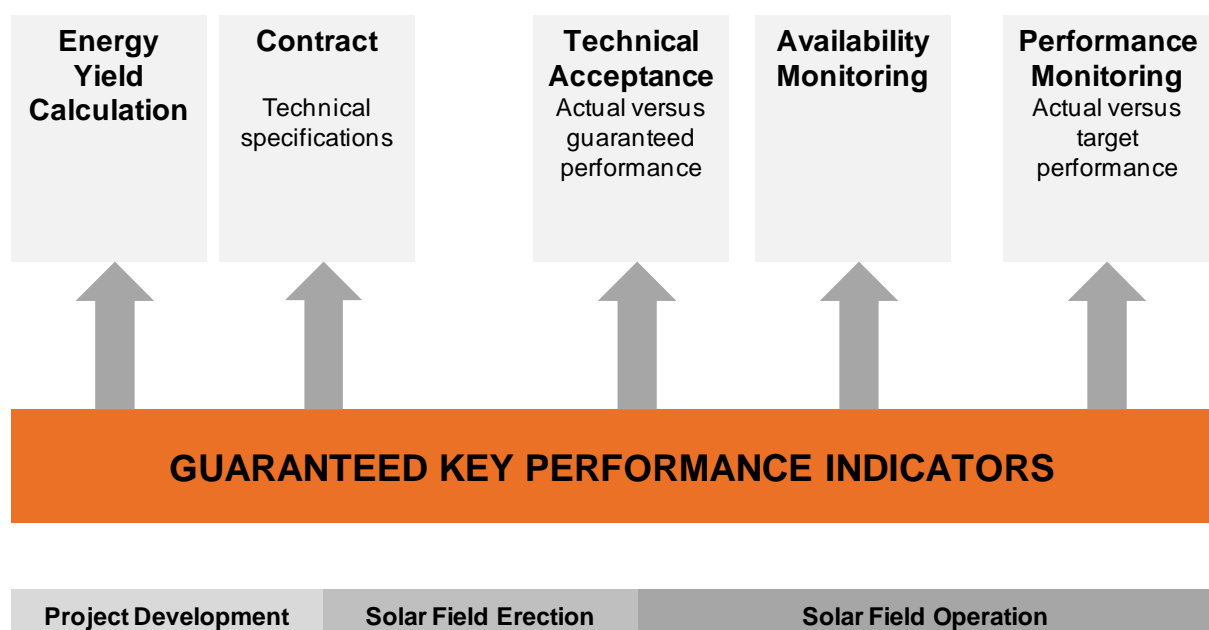 Energy
Yield
Calculation
Contract
Technical
specifications
Technical
Acceptance
Actual versus
guaranteed
performance
Availability
Monitoring
Performance
Monitoring
Actual versus
target
performance
GUARANTEED KEY PERFORMANCE INDICATORS
Project Development
Solar Field Erection
Solar Field Operation